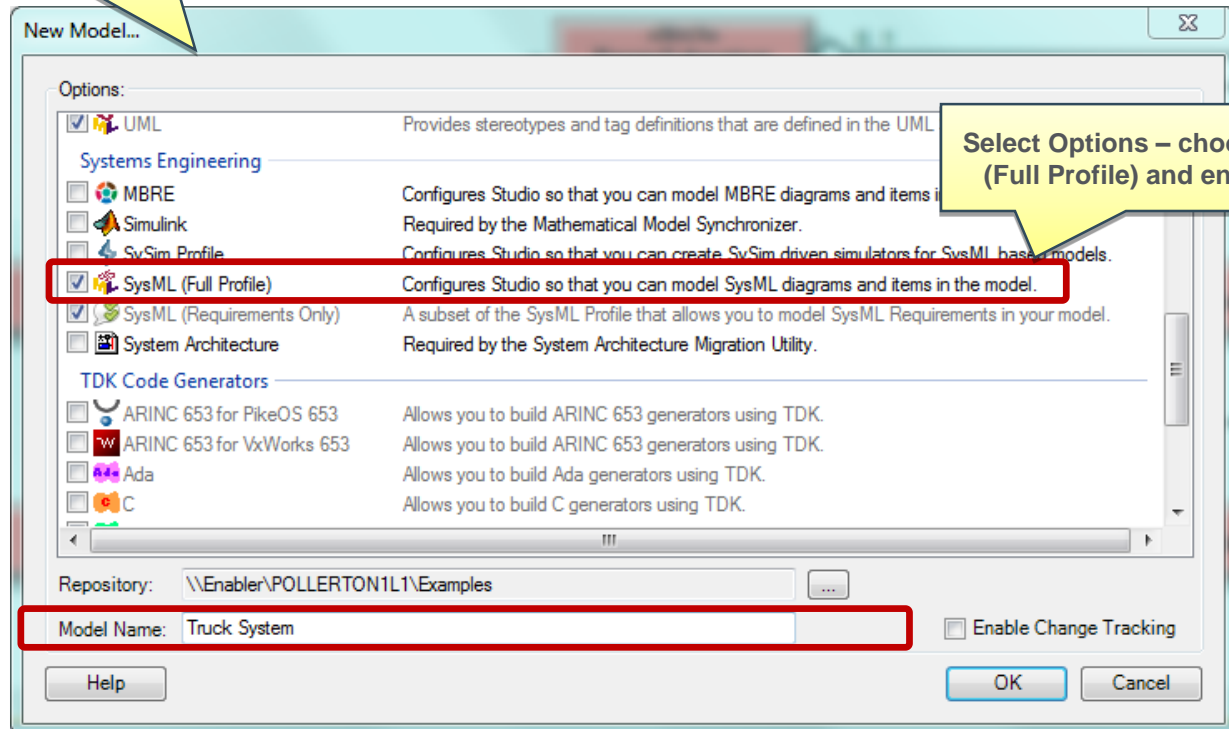 New Model...
Options:
UML Provides stereotypes and tag definitions that are defined in the UML
Select Options – choo
(Full Profile) and en
Systems Engineering
MBRE Configures Studio so that you can model MBRE diagrams and items i
Simulink Required by the Mathematical Model Synchronizer.
SySim Profile Configures Studio so that you can create SySim driven simulators for SysML based models.
SysML (Full Profile) Configures Studio so that you can model SysML diagrams and items in the model.
SysML (Requirements Only) A subset of the SysML Profile that allows you to model SysML Requirements in your model.
System Architecture Required by the System Architecture Migration Utility.
TDK Code Generators
ARINC 653 for PikeOS 653 Allows you to build ARINC 653 generators using TDK.
ARINC 653 for VxWorks 653 Allows you to build ARINC 653 generators using TDK.
Ada Allows you to build Ada generators using TDK.
C Allows you to build C generators using TDK.
Repository: \\Enabler\POLLERTON1L1\Examples ...
Model Name: Truck System Enable Change Tracking
Help OK Cancel